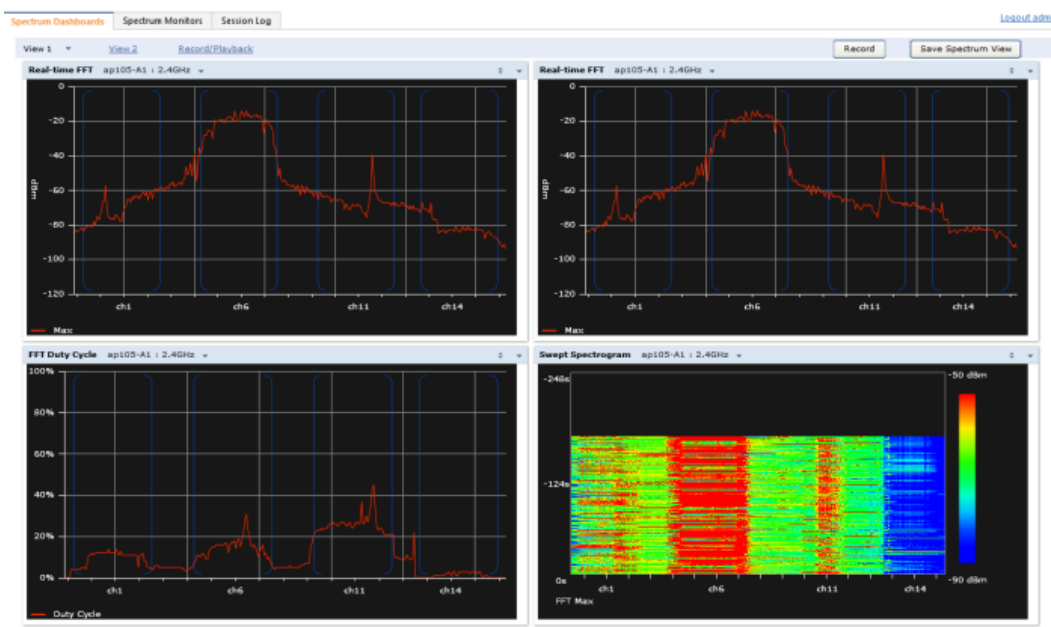 Spectrum Dashboards Spectrum Monitors Session Log Logout adm
View 1 View 2 Record/Playback Record Save Spectrum View
Real-time FFT ap105-A1 : 2.4GHz
0
-20
-40
-60
-80
-100
-120
dBm
ch1 ch6 ch11 ch14
Max
Real-time FFT ap105-A1 : 2.4GHz
0
-20
-40
-60
-80
-100
-120
dBm
ch1 ch6 ch11 ch14
Max
FFT Duty Cycle ap105-A1 : 2.4GHz
100%
80%
60%
40%
20%
0%
ch1 ch6 ch11 ch14
Duty Cycle
Swept Spectrogram ap105-A1 : 2.4GHz
-248s
-124s
0s
ch1 ch6 ch11 ch14
FFT Max
-50 dBm
-90 dBm